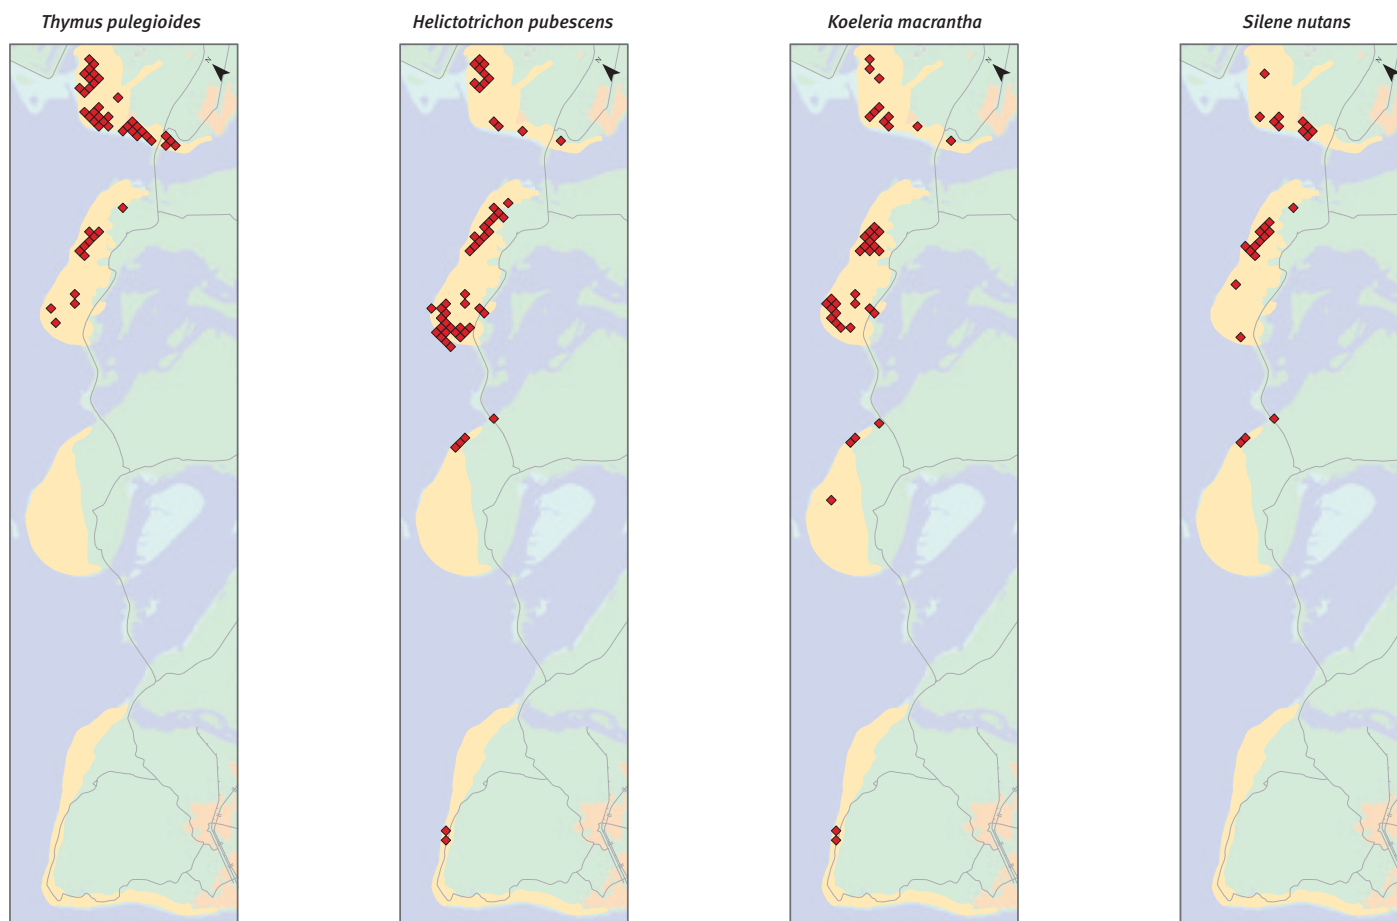 Thymus pulegioides
Helictotrichon pubescens
Koeleria macrantha
Silene nutans
N
N
N
N